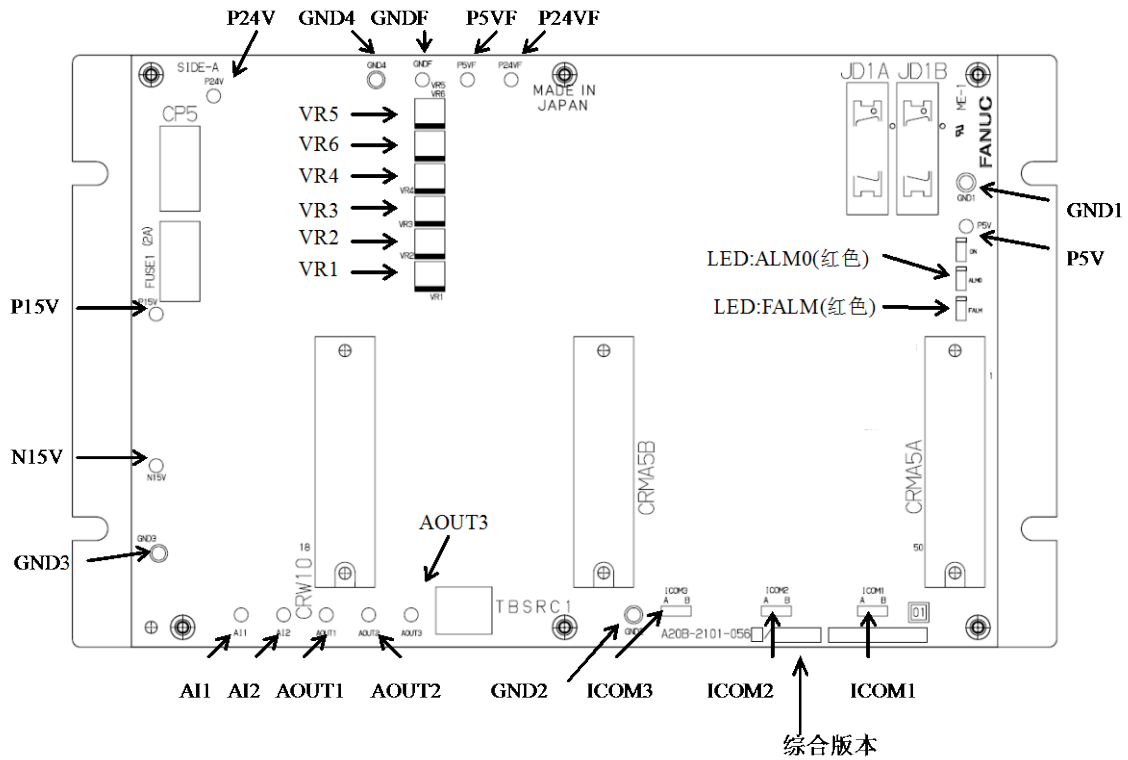 P24V GND4 GNDF P5VF P24VF
SIDE-A
P24V
GND4
GNDF
P5VF
P24VF
VR5
VR6
MADE IN
JAPAN
JD1A
JD1B
ME-1
FANUC
CP5
VR5
VR6
VR4
VR4
VR3
VR3
VR2
VR2
VR1
VR1
GND1
GND1
P5V
P5V
ON
LED:ALM0(红色)
ALM0
LED:FALM(红色)
FALM
FUSE1 (2A)
P15V
P15V
1
N15V
N15V
CRMA5B
CRMA5A
AOUT3
GND3
GND3
18
50
CRW10
TBSRC1
ICOM3
A B
ICOM2
A B
ICOM1
A B
01
AI1
AI2
AOUT1
AOUT2
AOUT3
A20B-2101-056
AI1 AI2 AOUT1 AOUT2 GND2 ICOM3 ICOM2 ICOM1
综合版本